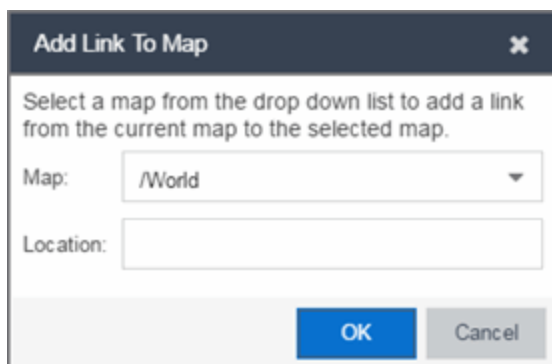 Add Link To Map
Select a map from the drop down list to add a link
from the current map to the selected map.
Map: /World
Location:
OK Cancel